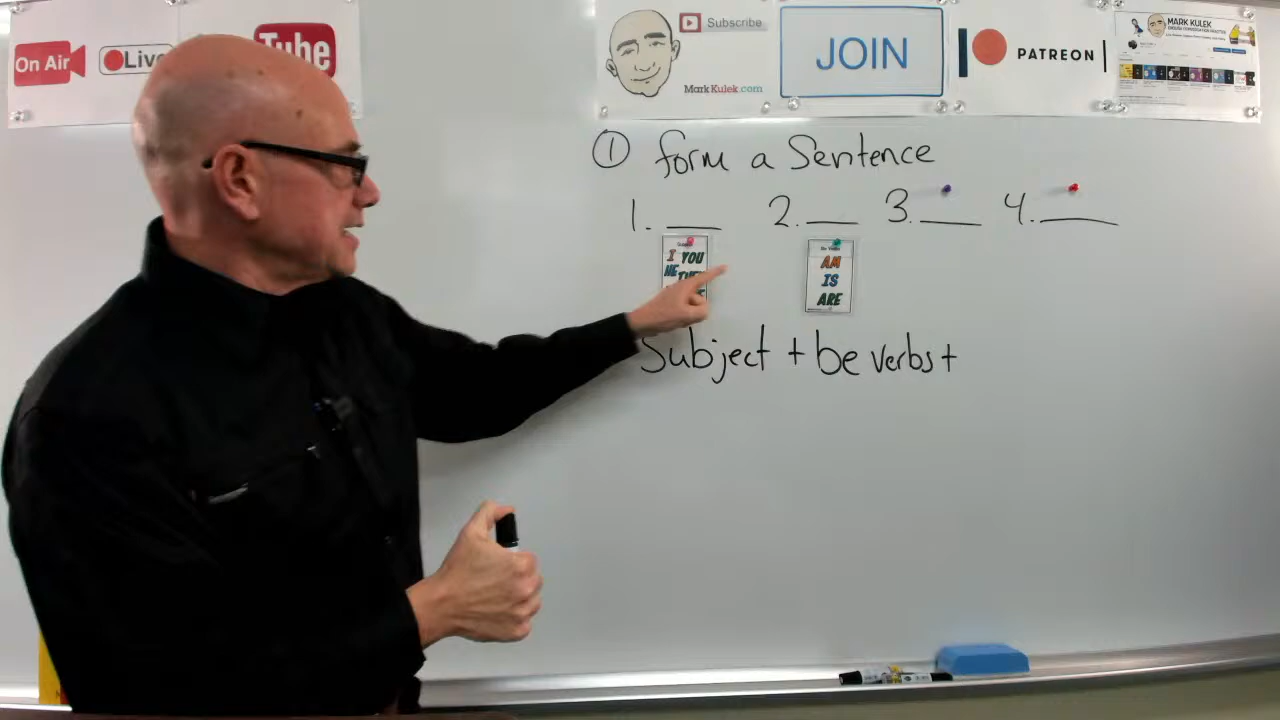 On Air
Live
Tube
Subscribe
MarkKulek.com
JOIN
PATREON
MARK KULEK
① form a Sentence
1. ___ 2. ___ 3. ___ 4. ___
I YOU
HE
AM
IS
ARE
Subject + be verbs +